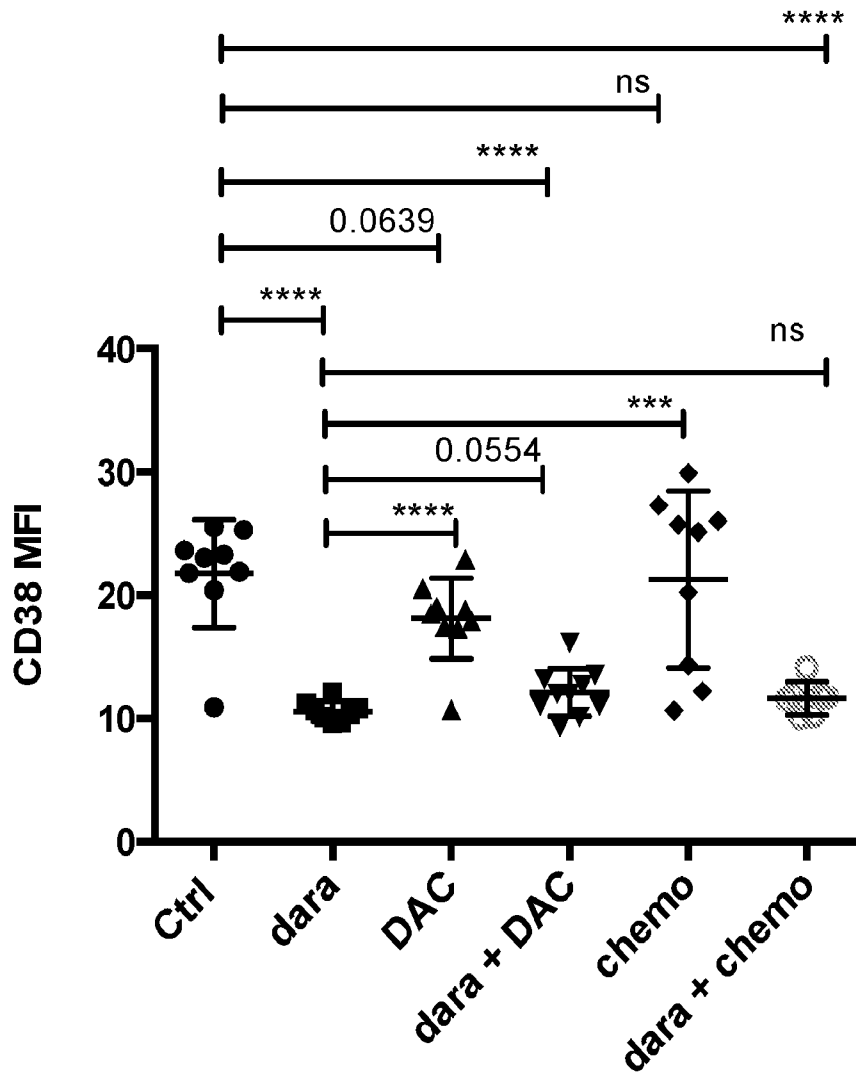 ****
ns
****
0.0639
****
40
ns
***
30
0.0554
****
CD38 MFI
20
10
0
Ctrl
dara
DAC
dara + DAC
chemo
dara + chemo